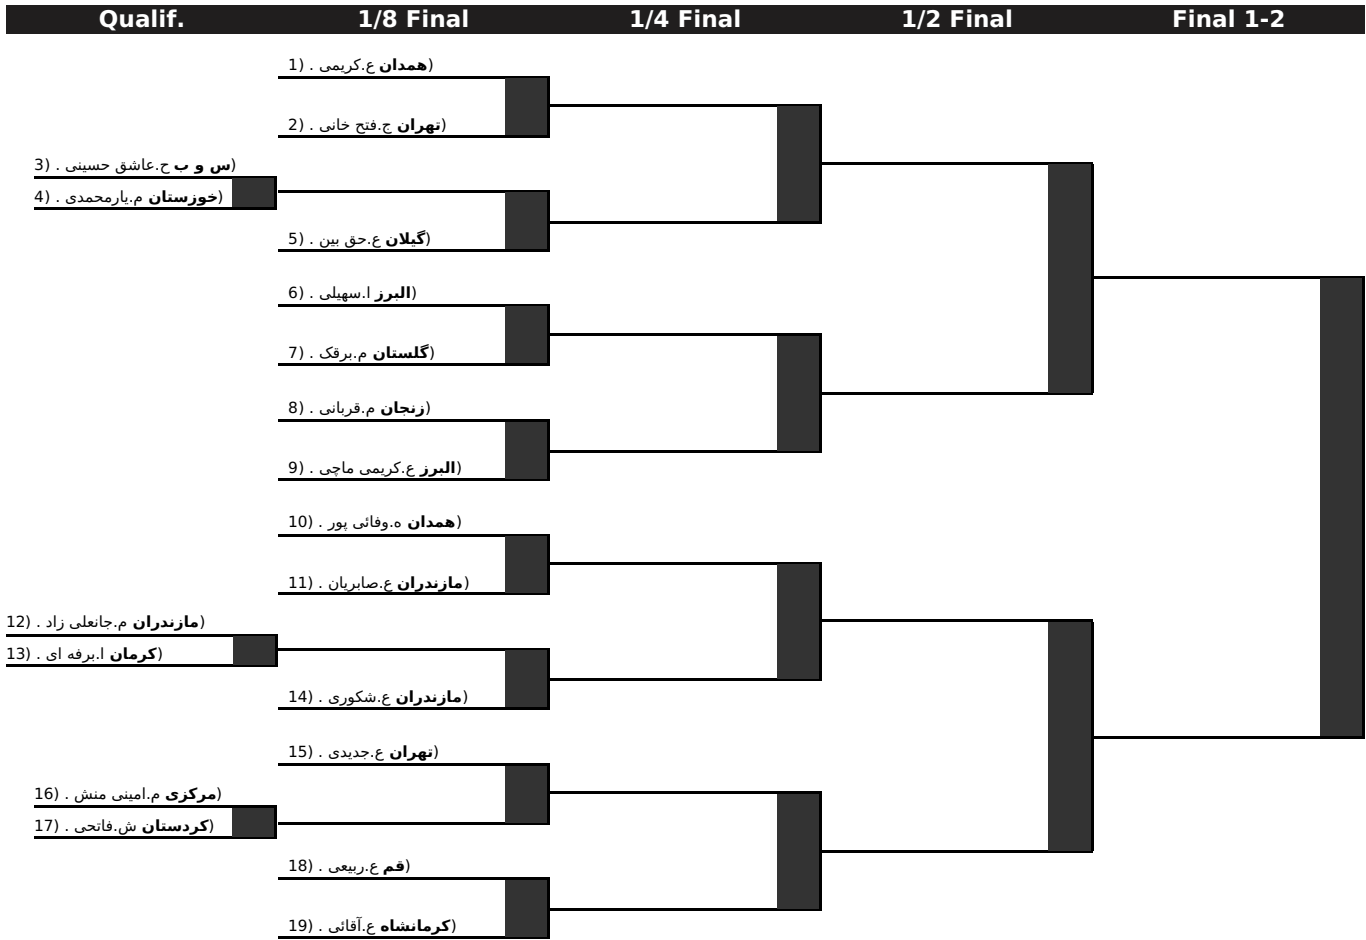 Qualif. 1/8 Final 1/4 Final 1/2 Final Final 1-2
1) . ع.کریمی همدان)
2) . ج.فتح خانی تهران)
3) . ح.عاشق حسینی س و ب)
4) . م.یارمحمدی خوزستان)
5) . ع.حق بین گیلان)
6) . ا.سهیلی البرز)
7) . م.برقک گلستان)
8) . م.قربانی زنجان)
9) . ع.کریمی ماچی البرز)
10) . ه.وفائی پور همدان)
11) . ع.صابریان مازندران)
12) . م.جانعلی زاد مازندران)
13) . ا.برفه ای کرمان)
14) . ع.شکوری مازندران)
15) . ع.جدیدی تهران)
16) . م.امینی منش مرکزی)
17) . ش.فاتحی کردستان)
18) . ع.ربیعی قم)
19) . ع.آقائی کرمانشاه)